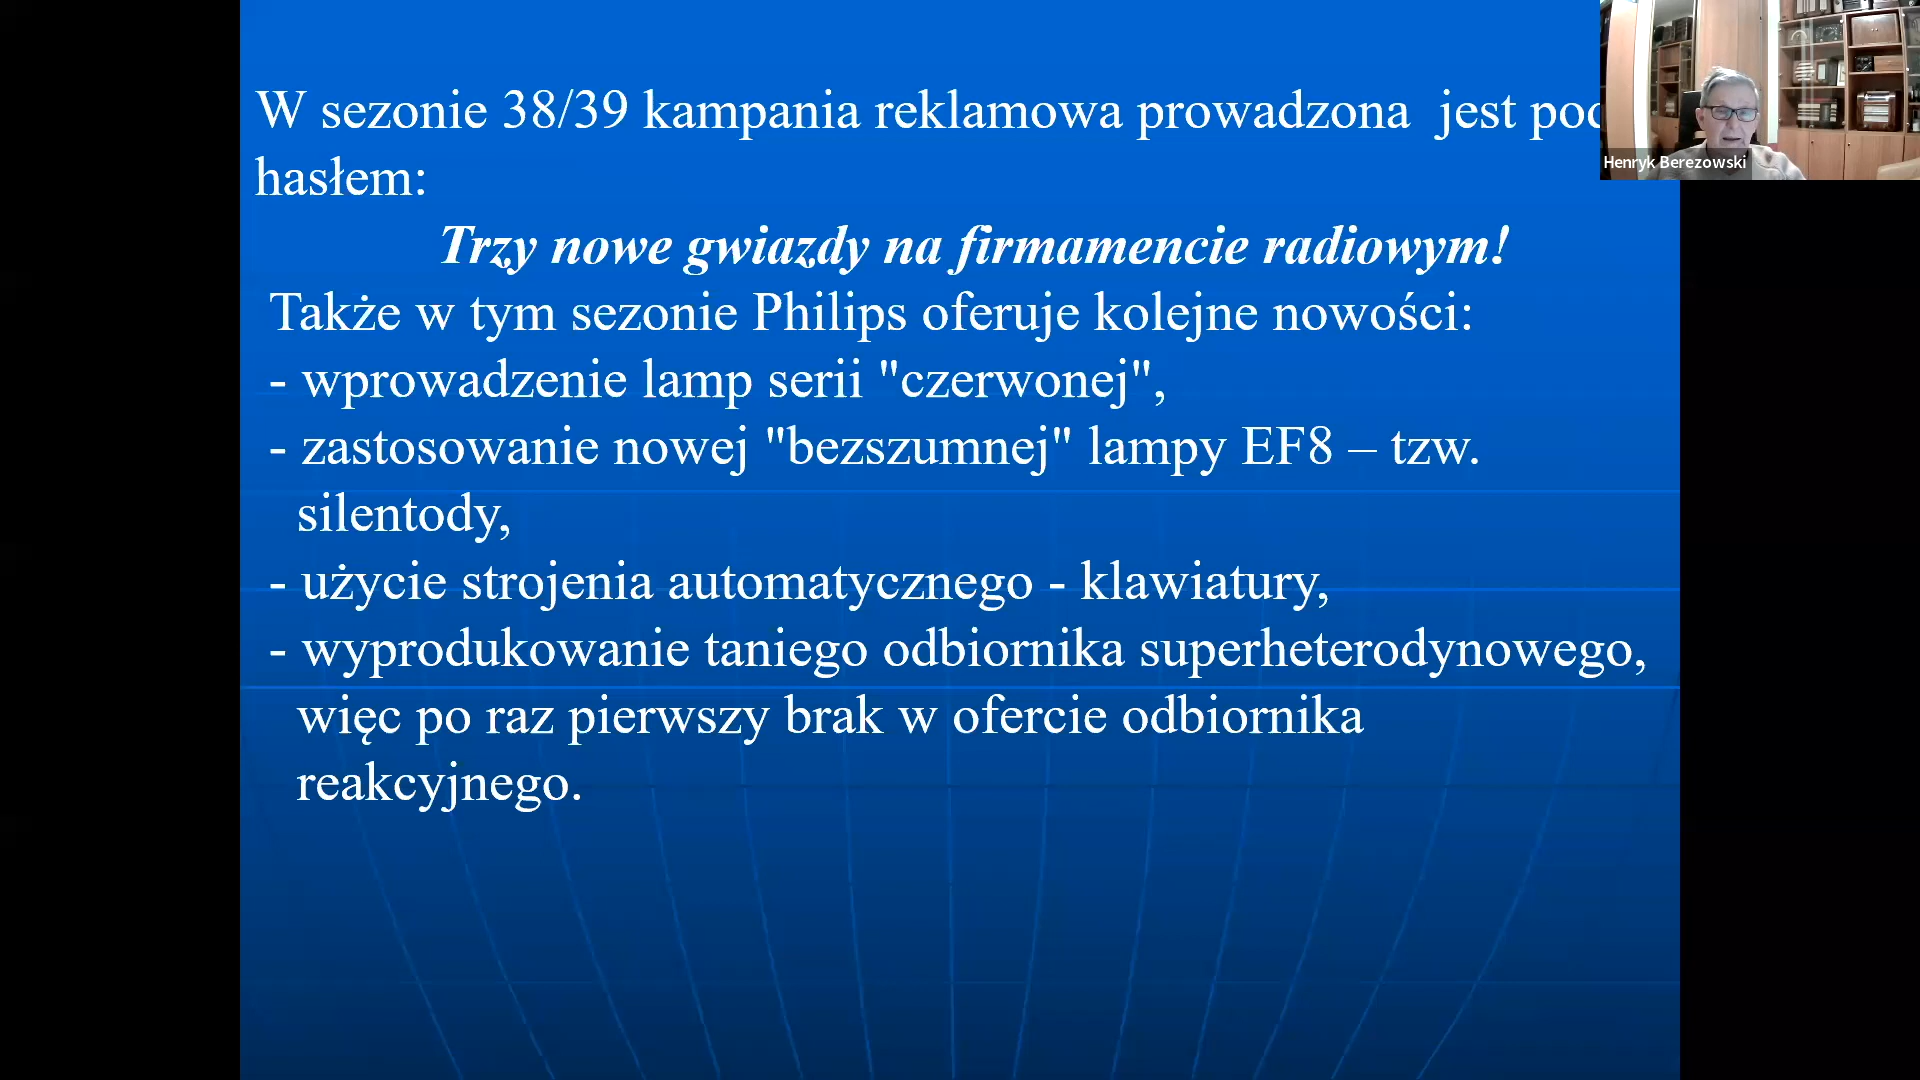 W sezonie 38/39 kampania reklamowa prowadzona jest pod
hasłem:
Trzy nowe gwiazdy na firmamencie radiowym!
Także w tym sezonie Philips oferuje kolejne nowości:
- wprowadzenie lamp serii "czerwonej",
- zastosowanie nowej "bezszumnej" lampy EF8 – tzw.
silentody,
- użycie strojenia automatycznego - klawiatury,
- wyprodukowanie taniego odbiornika superheterodynowego,
więc po raz pierwszy brak w ofercie odbiornika
reakcyjnego.
Henryk Berezowski